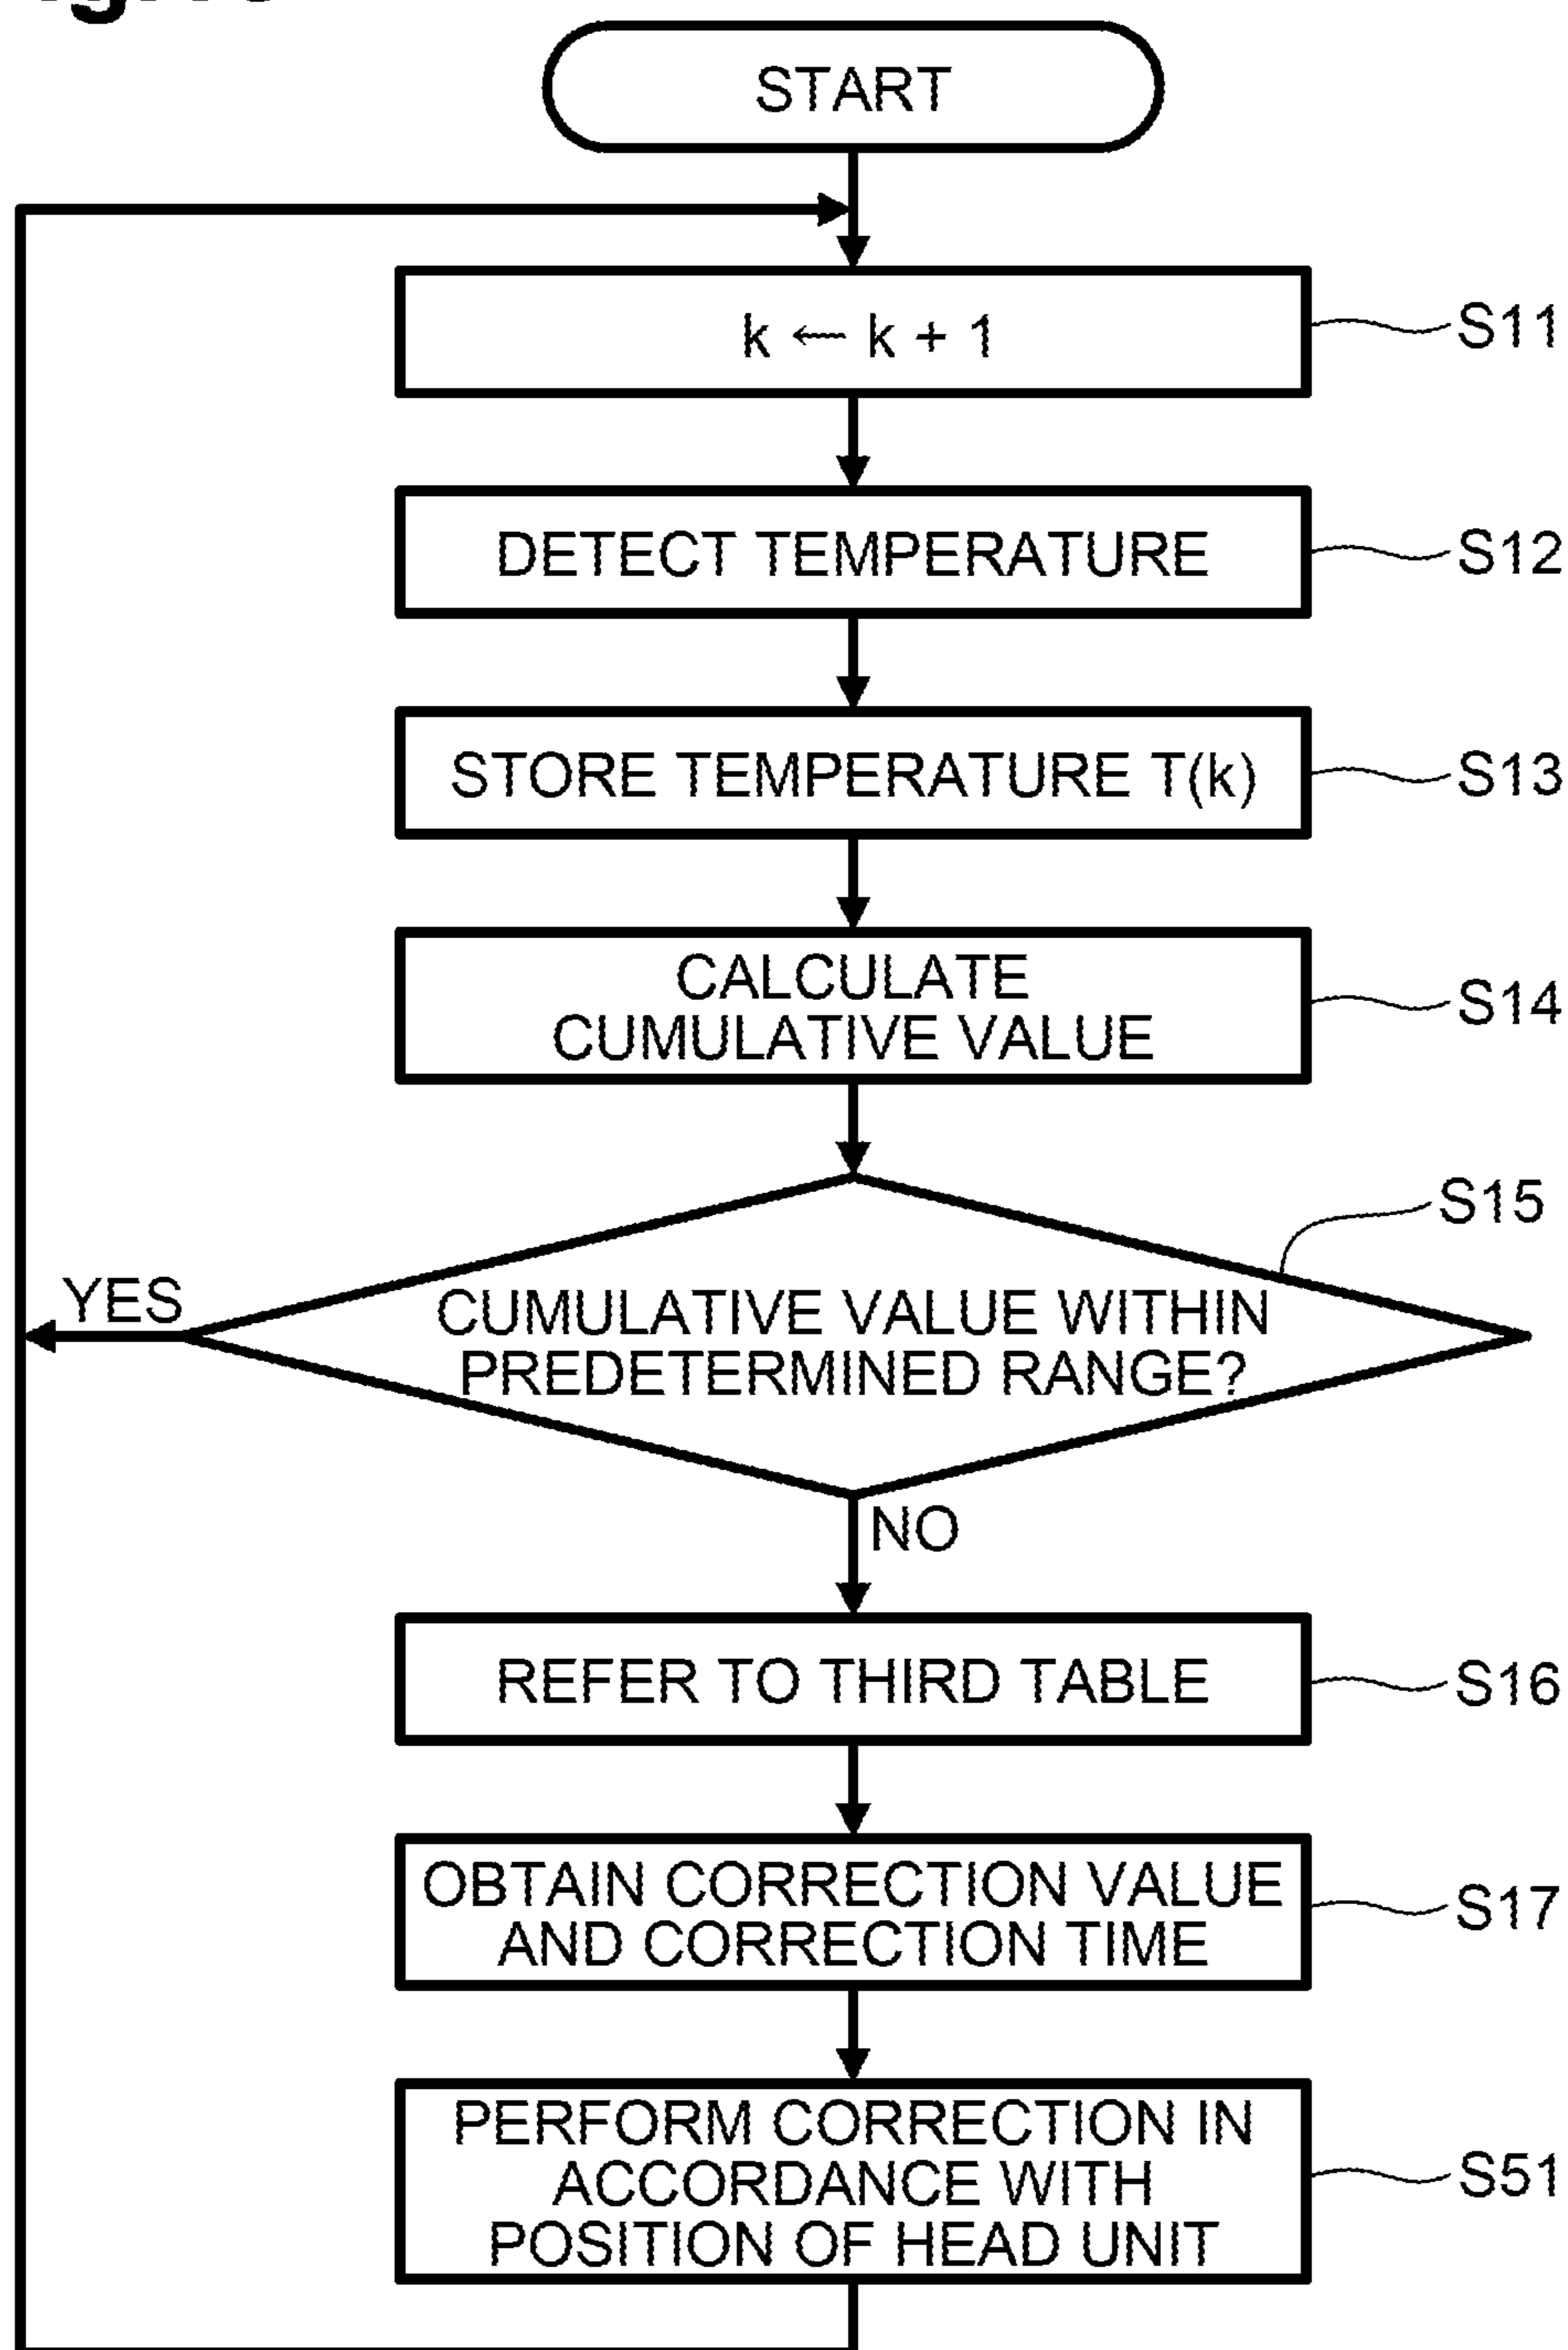 START
k ← k + 1
S11
DETECT TEMPERATURE
S12
STORE TEMPERATURE T(k)
S13
CALCULATE
CUMULATIVE VALUE
S14
S15
YES
CUMULATIVE VALUE WITHIN
PREDETERMINED RANGE?
NO
REFER TO THIRD TABLE
S16
OBTAIN CORRECTION VALUE
AND CORRECTION TIME
S17
PERFORM CORRECTION IN
ACCORDANCE WITH
POSITION OF HEAD UNIT
S51